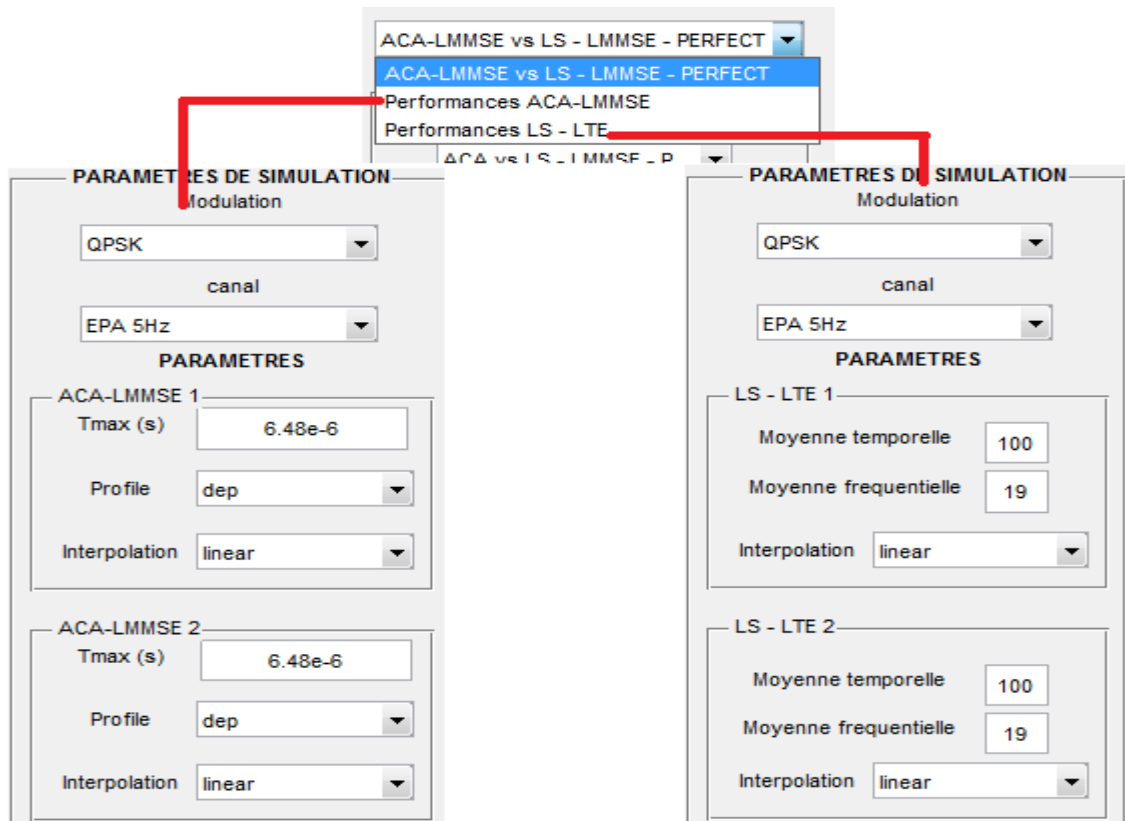 ACA-LMMSE vs LS - LMMSE - PERFECT
ACA-LMMSE vs LS - LMMSE - PERFECT
Performances ACA-LMMSE
Performances LS - LTE
ACA vs LS - LMMSE - P
PARAMETRES DE SIMULATION
Modulation
QPSK
canal
EPA 5Hz
PARAMETRES
ACA-LMMSE 1
Tmax (s) 6.48e-6
Profile dep
Interpolation linear
ACA-LMMSE 2
Tmax (s) 6.48e-6
Profile dep
Interpolation linear
PARAMETRES DE SIMULATION
Modulation
QPSK
canal
EPA 5Hz
PARAMETRES
LS - LTE 1
Moyenne temporelle 100
Moyenne frequentielle 19
Interpolation linear
LS - LTE 2
Moyenne temporelle 100
Moyenne frequentielle 19
Interpolation linear